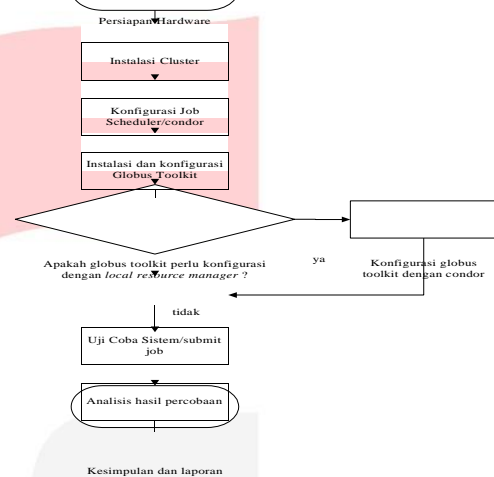 Persiapan Hardware
Instalasi Cluster
Konfigurasi Job
Scheduler/condor
Instalasi dan konfigurasi
Globus Toolkit
Apakah globus toolkit perlu konfigurasi
dengan local resource manager ?
ya
Konfigurasi globus
toolkit dengan condor
tidak
Uji Coba Sistem/submit
job
Analisis hasil percobaan
Kesimpulan dan laporan